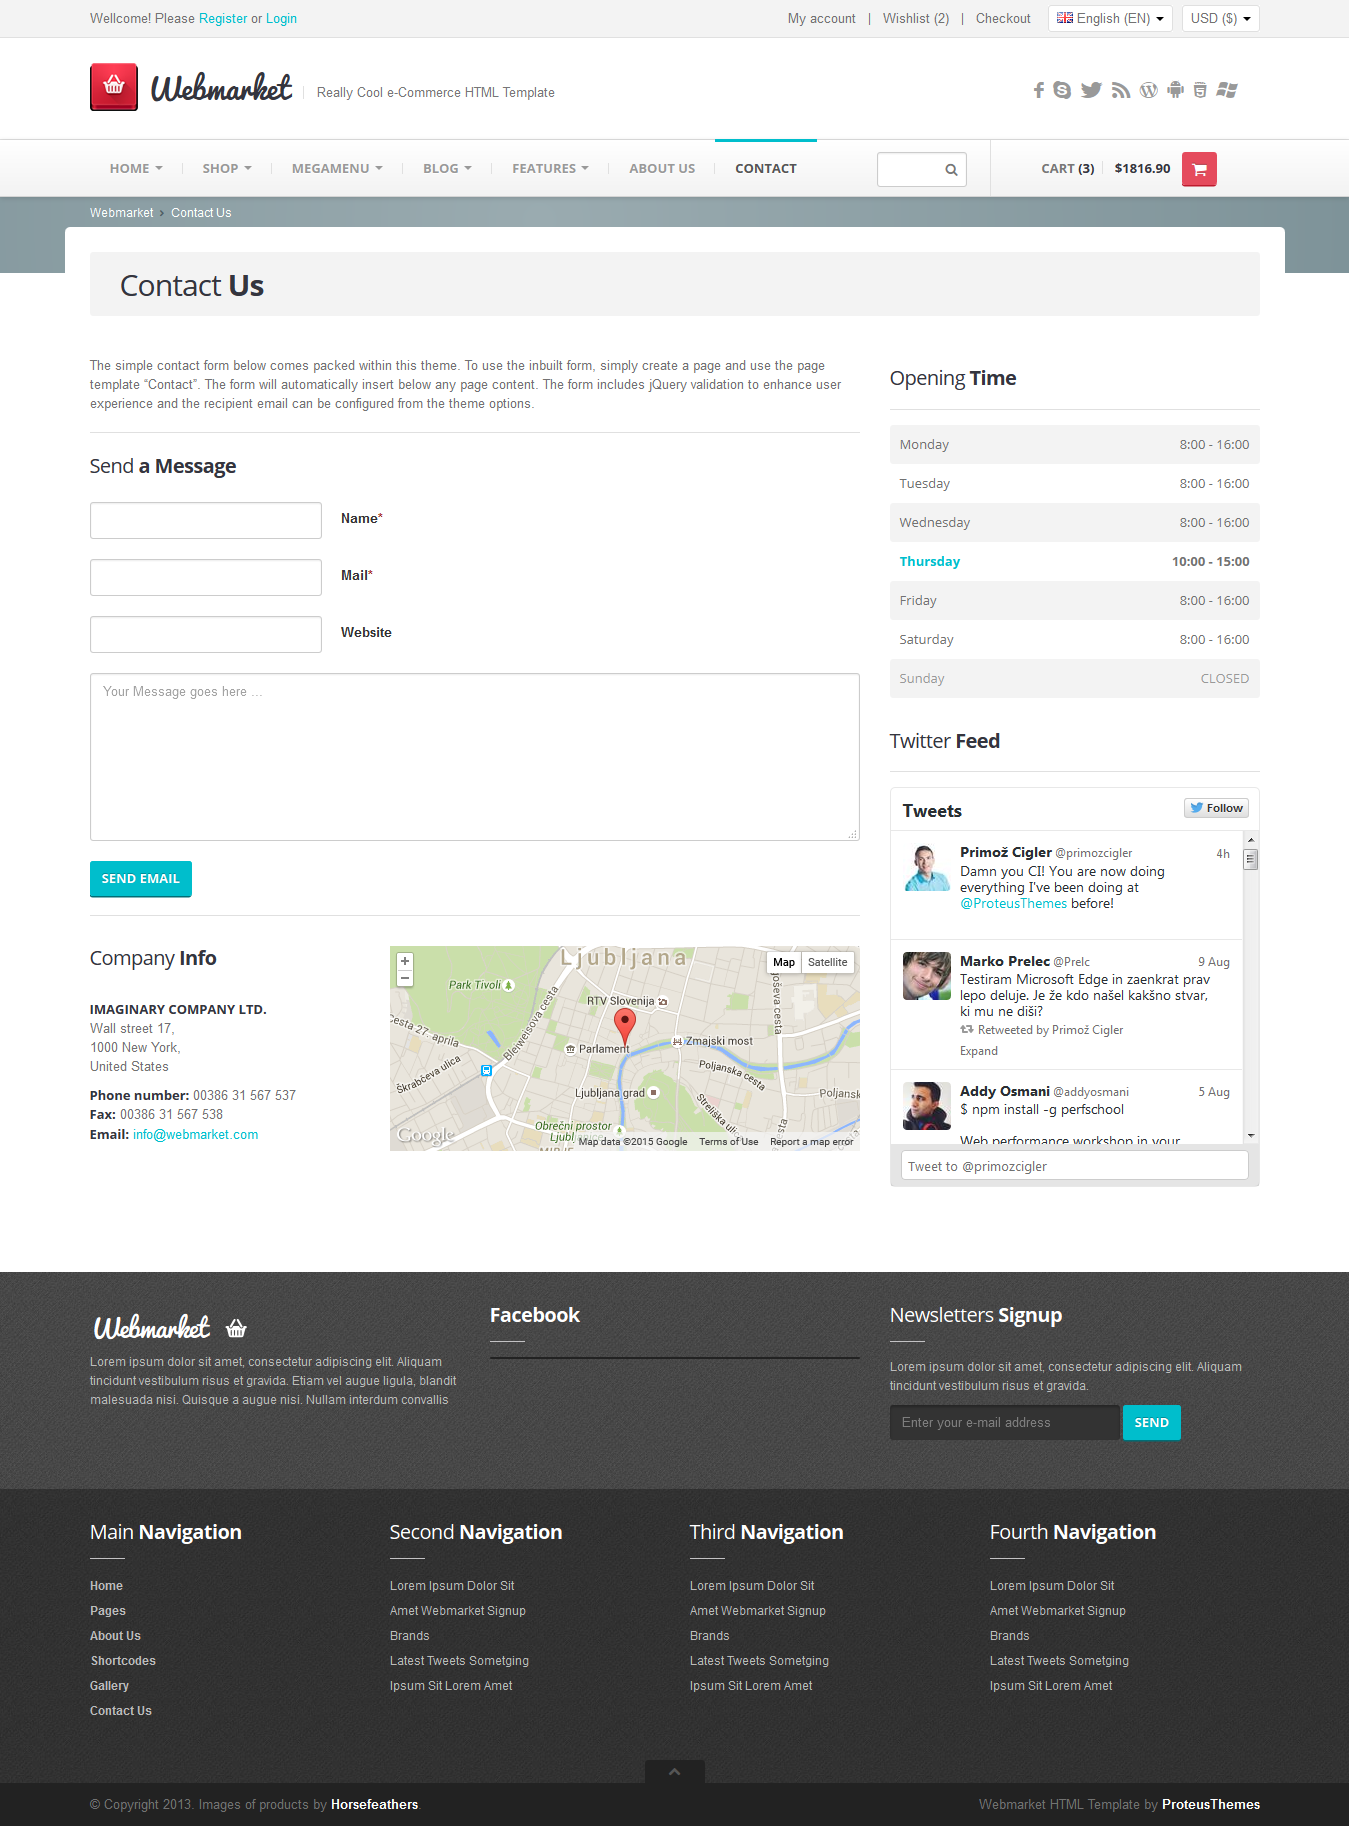 Wellcome! Please Register or Login
My account | Wishlist (2) | Checkout
English (EN)
USD ($)
Webmarket
Really Cool e-Commerce HTML Template
HOME
SHOP
MEGAMENU
BLOG
FEATURES
ABOUT US
CONTACT
CART (3)
$1816.90
Webmarket
Contact Us
Contact Us
The simple contact form below comes packed within this theme. To use the inbuilt form, simply create a page and use the page
template “Contact”. The form will automatically insert below any page content. The form includes jQuery validation to enhance user
experience and the recipient email can be configured from the theme options.
Send a Message
Name*
Mail*
Website
Your Message goes here ...
SEND EMAIL
Company Info
IMAGINARY COMPANY LTD.
Wall street 17,
1000 New York,
United States
Phone number: 00386 31 567 537
Fax: 00386 31 567 538
Email: info@webmarket.com
Ljubljana
Map
Satellite
Park Tivoli
RTV Slovenija
Bleiweisova cesta
Cesta 27. aprila
Parlament
Zmajski most
Poljanska cesta
Poljanska
Škrabčeva ulica
Ljubljana grad
Streliška ulica
Obrečni prostor
Google
Map data ©2015 Google
Terms of Use
Report a map error
Opening Time
Monday 8:00 - 16:00
Tuesday 8:00 - 16:00
Wednesday 8:00 - 16:00
Thursday 10:00 - 15:00
Friday 8:00 - 16:00
Saturday 8:00 - 16:00
Sunday CLOSED
Twitter Feed
Tweets
Follow
Primož Cigler @primozcigler 4h
Damn you CI! You are now doing
everything I've been doing at
@ProteusThemes before!
Marko Prelec @Prelc 9 Aug
Testiram Microsoft Edge in zaenkrat prav
lepo deluje. Je že kdo našel kakšno stvar,
ki mu ne diši?
Retweeted by Primož Cigler
Expand
Addy Osmani @addyosmani 5 Aug
$ npm install -g perfschool
Web performance workshop in your
Tweet to @primozcigler
Webmarket
Lorem ipsum dolor sit amet, consectetur adipiscing elit. Aliquam
tincidunt vestibulum risus et gravida. Etiam vel augue ligula, blandit
malesuada nisi. Quisque a augue nisi. Nullam interdum convallis
Facebook
Newsletters Signup
Lorem ipsum dolor sit amet, consectetur adipiscing elit. Aliquam
tincidunt vestibulum risus et gravida.
Enter your e-mail address
SEND
Main Navigation
Home
Pages
About Us
Shortcodes
Gallery
Contact Us
Second Navigation
Lorem Ipsum Dolor Sit
Amet Webmarket Signup
Brands
Latest Tweets Sometging
Ipsum Sit Lorem Amet
Third Navigation
Lorem Ipsum Dolor Sit
Amet Webmarket Signup
Brands
Latest Tweets Sometging
Ipsum Sit Lorem Amet
Fourth Navigation
Lorem Ipsum Dolor Sit
Amet Webmarket Signup
Brands
Latest Tweets Sometging
Ipsum Sit Lorem Amet
© Copyright 2013. Images of products by Horsefeathers.
Webmarket HTML Template by ProteusThemes